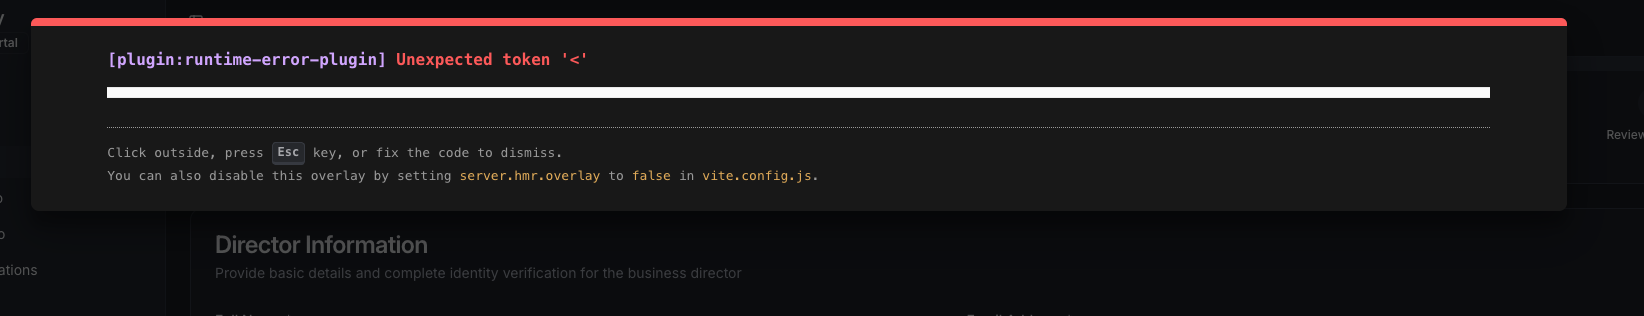 rtal
[plugin:runtime-error-plugin] Unexpected token '<'
Click outside, press Esc key, or fix the code to dismiss.
You can also disable this overlay by setting server.hmr.overlay to false in vite.config.js.
Review
ations
Director Information
Provide basic details and complete identity verification for the business director